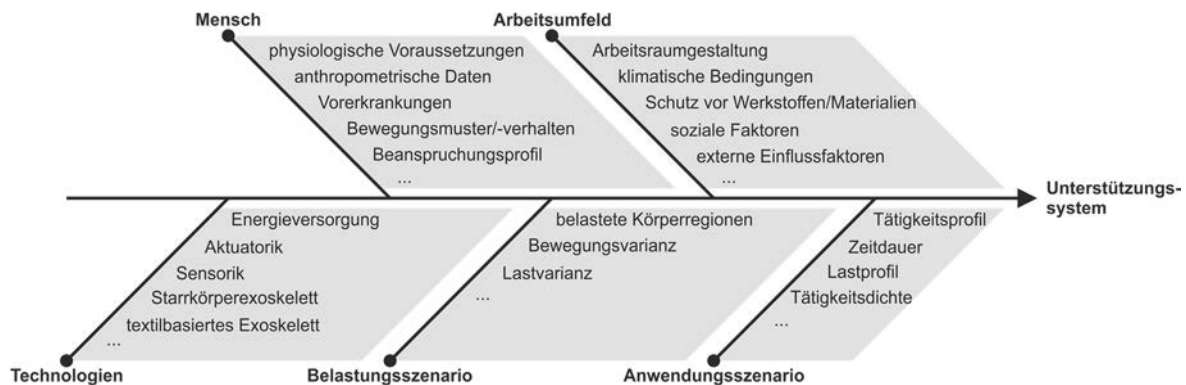 Mensch
physiologische Voraussetzungen
anthropometrische Daten
Vorerkrankungen
Bewegungsmuster/-verhalten
Beanspruchungsprofil
...
Arbeitsumfeld
Arbeitsraumgestaltung
klimatische Bedingungen
Schutz vor Werkstoffen/Materialien
soziale Faktoren
externe Einflussfaktoren
...
Unterstützungs-
system
Energieversorgung
Aktuatorik
Sensorik
Starrkörperexoskelett
textilbasiertes Exoskelett
...
Technologien
belastete Körperregionen
Bewegungsvarianz
Lastvarianz
...
Belastungsszenario
Tätigkeitsprofil
Zeitdauer
Lastprofil
Tätigkeitsdichte
...
Anwendungsszenario